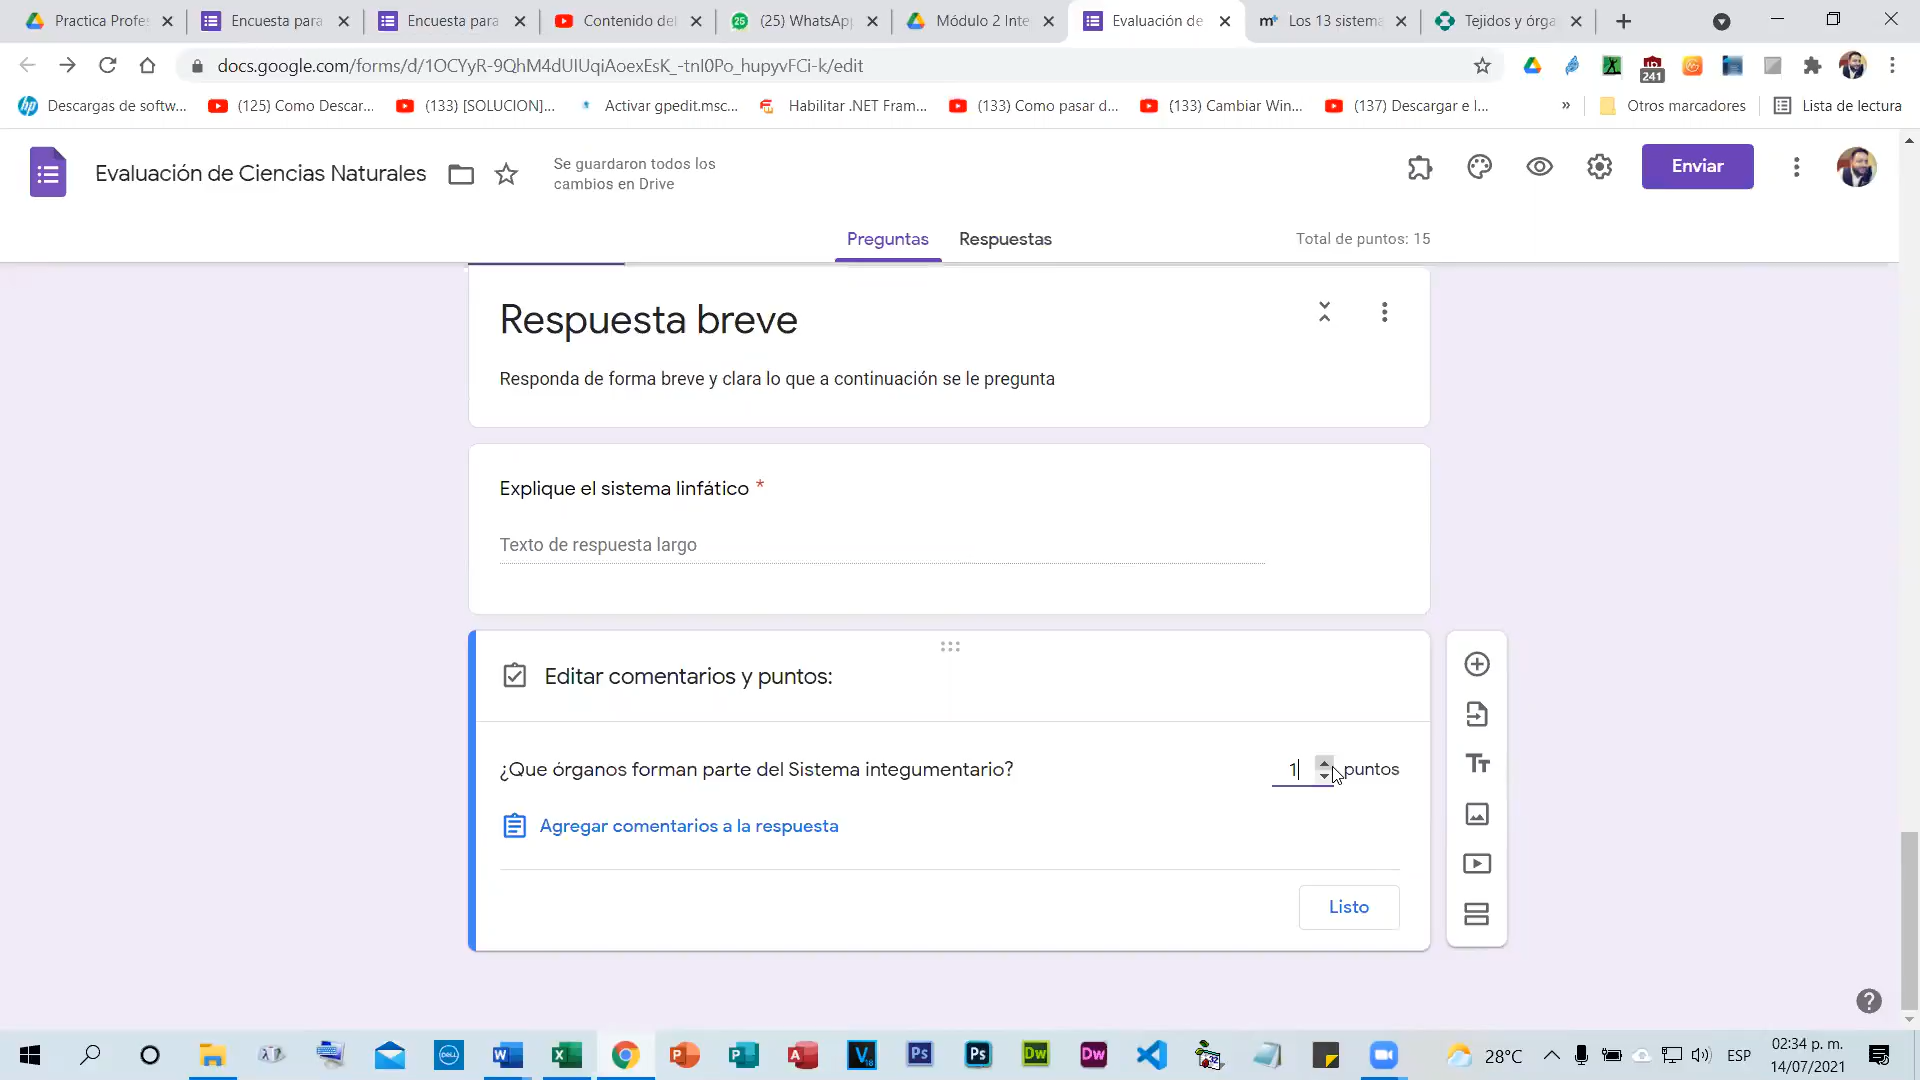 Practica Profes
Encuesta para
Encuesta para
Contenido del
(25) WhatsApp
Módulo 2 Inte
Evaluación de
Los 13 sistema
Tejidos y órga
docs.google.com/forms/d/1OCYyR-9QhM4dUIUqiAoexEsK_-tnI0Po_hupyvFCi-k/edit
241
Descargas de softw...
(125) Como Descar...
(133) [SOLUCION]...
Activar gpedit.msc...
Habilitar .NET Fram...
(133) Como pasar d...
(133) Cambiar Win...
(137) Descargar e I...
»
Otros marcadores
Lista de lectura
Evaluación de Ciencias Naturales
Se guardaron todos los
cambios en Drive
Enviar
Preguntas
Respuestas
Total de puntos: 15
Respuesta breve
Responda de forma breve y clara lo que a continuación se le pregunta
Explique el sistema linfático *
Texto de respuesta largo
Editar comentarios y puntos:
¿Que órganos forman parte del Sistema integumentario?
1
puntos
Agregar comentarios a la respuesta
Listo
28°C
ESP
02:34 p. m.
14/07/2021